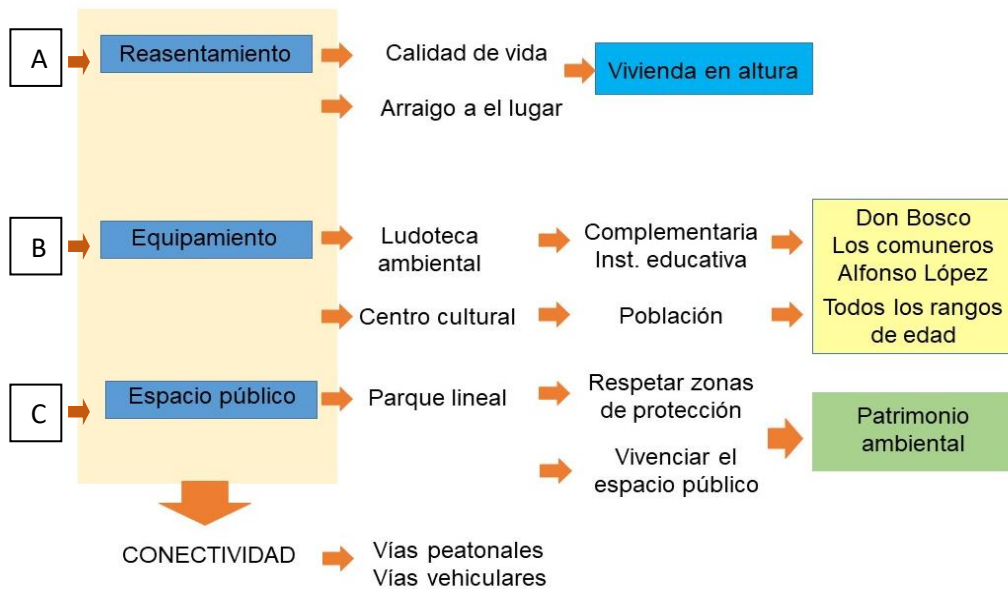 A
Reasentamiento
Calidad de vida
Arraigo a el lugar
Vivienda en altura
B
Equipamiento
Ludoteca
ambiental
Complementaria
Inst. educativa
Don Bosco
Los comuneros
Alfonso López
Centro cultural
Población
Todos los rangos
de edad
C
Espacio público
Parque lineal
Respetar zonas
de protección
Vivenciar el
espacio público
Patrimonio
ambiental
CONECTIVIDAD
Vías peatonales
Vías vehiculares